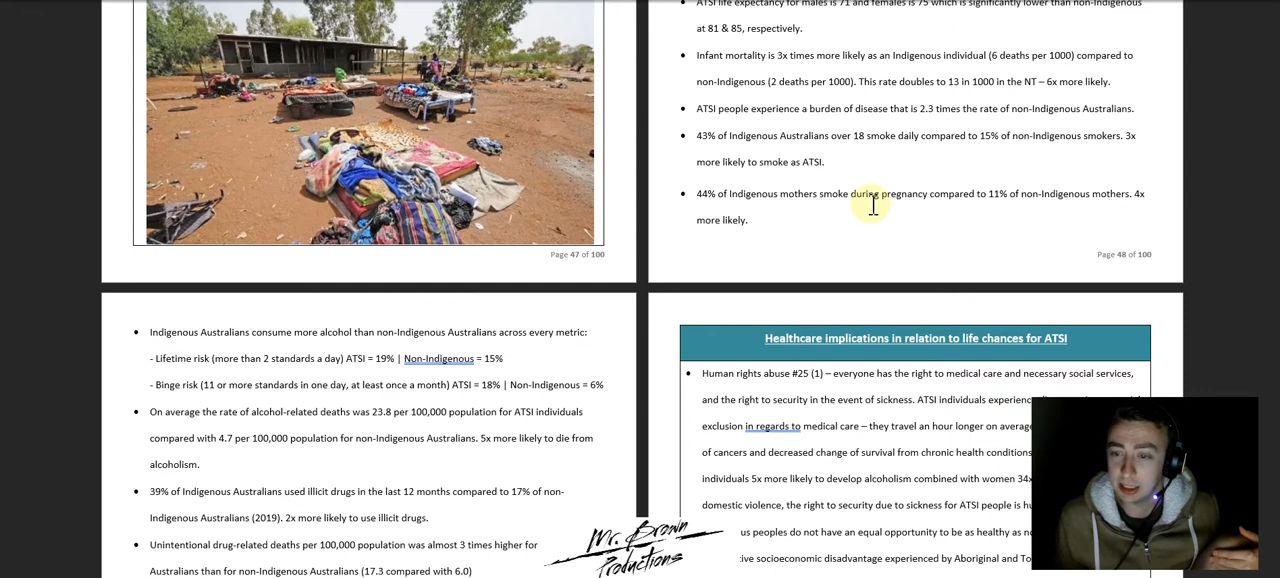 ATSI life expectancy for males is 71 and females is 75 which is significantly lower than non-Indigenous
at 81 & 85, respectively.
• Infant mortality is 3x times more likely as an Indigenous individual (6 deaths per 1000) compared to
non-Indigenous (2 deaths per 1000). This rate doubles to 13 in 1000 in the NT – 6x more likely.
• ATSI people experience a burden of disease that is 2.3 times the rate of non-Indigenous Australians.
• 43% of Indigenous Australians over 18 smoke daily compared to 15% of non-Indigenous smokers. 3x
more likely to smoke as ATSI.
• 44% of Indigenous mothers smoke during pregnancy compared to 11% of non-Indigenous mothers. 4x
more likely.
Page 47 of 100
Page 48 of 100
• Indigenous Australians consume more alcohol than non-Indigenous Australians across every metric:
- Lifetime risk (more than 2 standards a day) ATSI = 19% | Non-Indigenous = 15%
- Binge risk (11 or more standards in one day, at least once a month) ATSI = 18% | Non-Indigenous = 6%
• On average the rate of alcohol-related deaths was 23.8 per 100,000 population for ATSI individuals
compared with 4.7 per 100,000 population for non-Indigenous Australians. 5x more likely to die from
alcoholism.
• 39% of Indigenous Australians used illicit drugs in the last 12 months compared to 17% of non-
Indigenous Australians (2019). 2x more likely to use illicit drugs.
• Unintentional drug-related deaths per 100,000 population was almost 3 times higher for
Australians than for non-Indigenous Australians (17.3 compared with 6.0)
Healthcare implications in relation to life chances for ATSI
• Human rights abuse #25 (1) – everyone has the right to medical care and necessary social services,
and the right to security in the event of sickness. ATSI individuals experience
exclusion in regards to medical care – they travel an hour longer on average
of cancers and decreased change of survival from chronic health conditions
individuals 5x more likely to develop alcoholism combined with women 34x
domestic violence, the right to security due to sickness for ATSI people is
us peoples do not have an equal opportunity to be as healthy as
socioeconomic disadvantage experienced by Aboriginal and
Mr. Brown
Productions